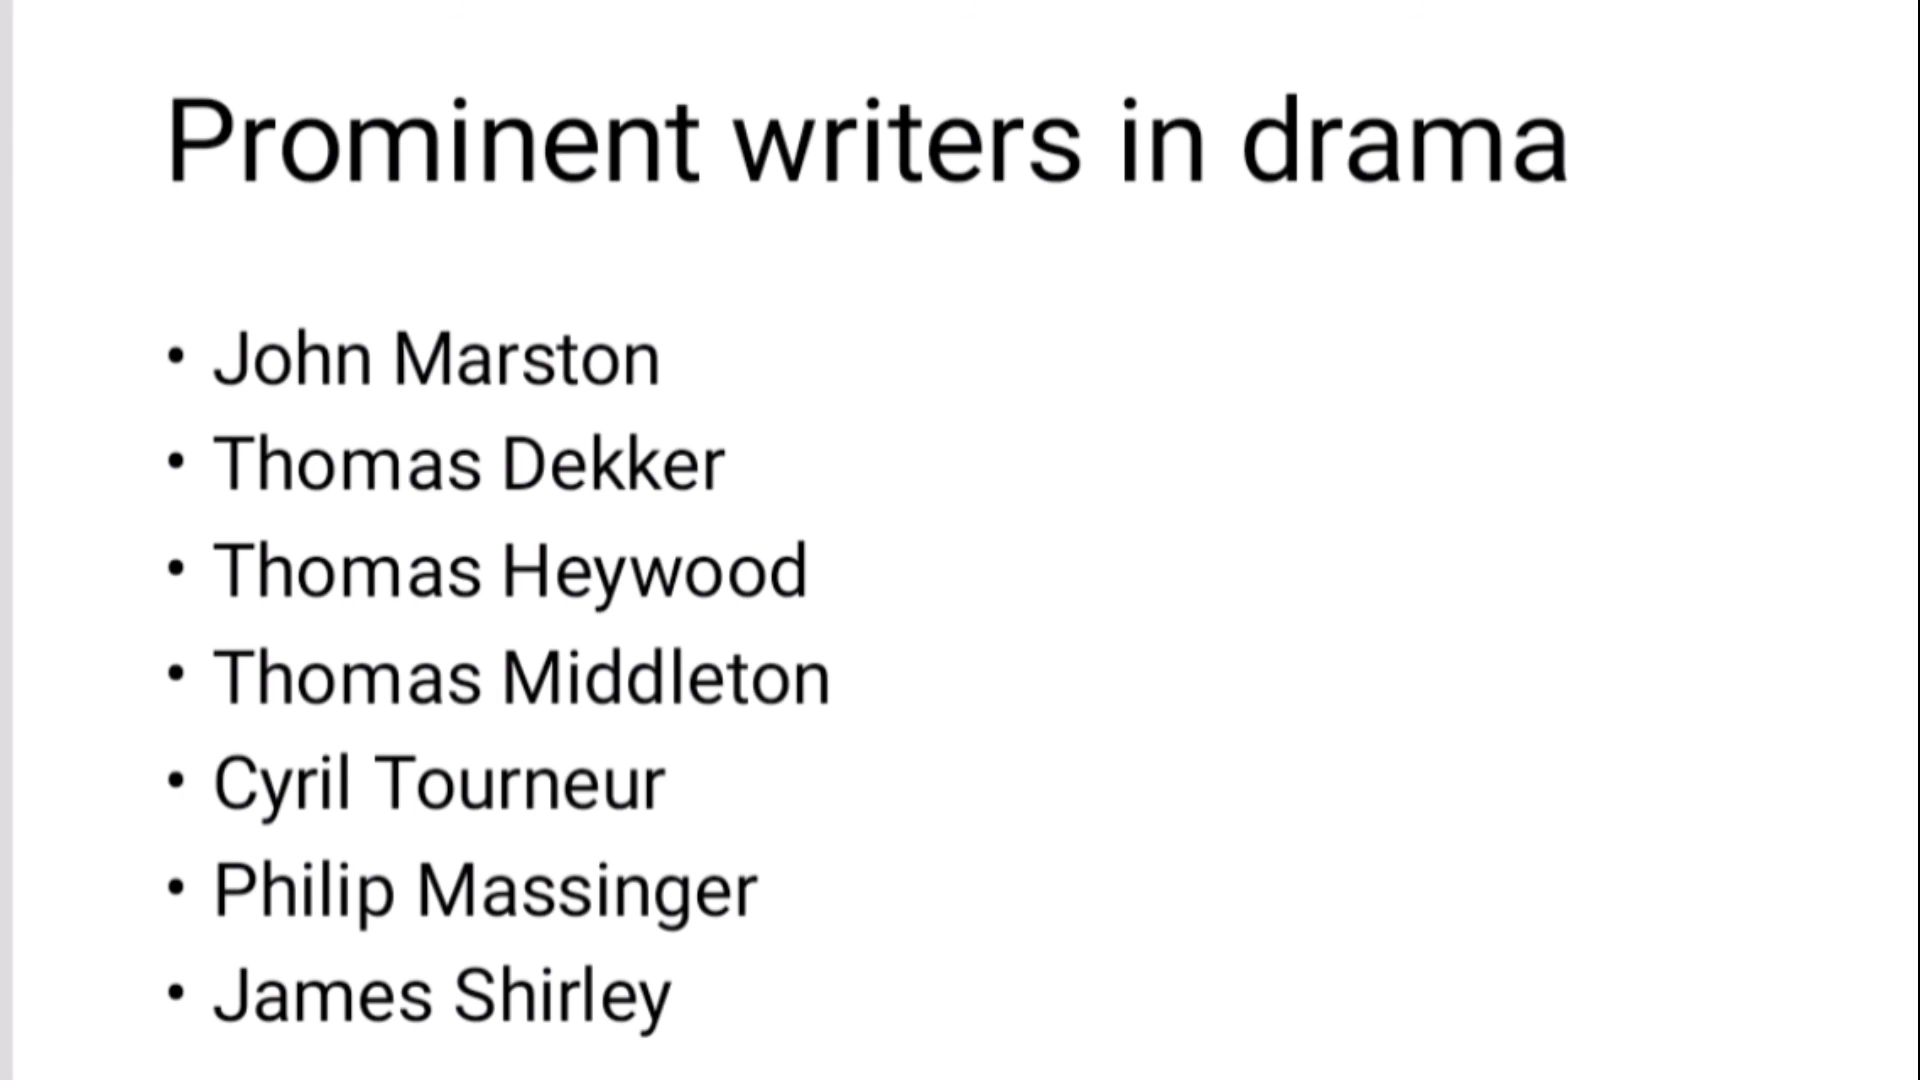 Prominent writers in drama
• John Marston
• Thomas Dekker
• Thomas Heywood
• Thomas Middleton
• Cyril Tourneur
• Philip Massinger
• James Shirley